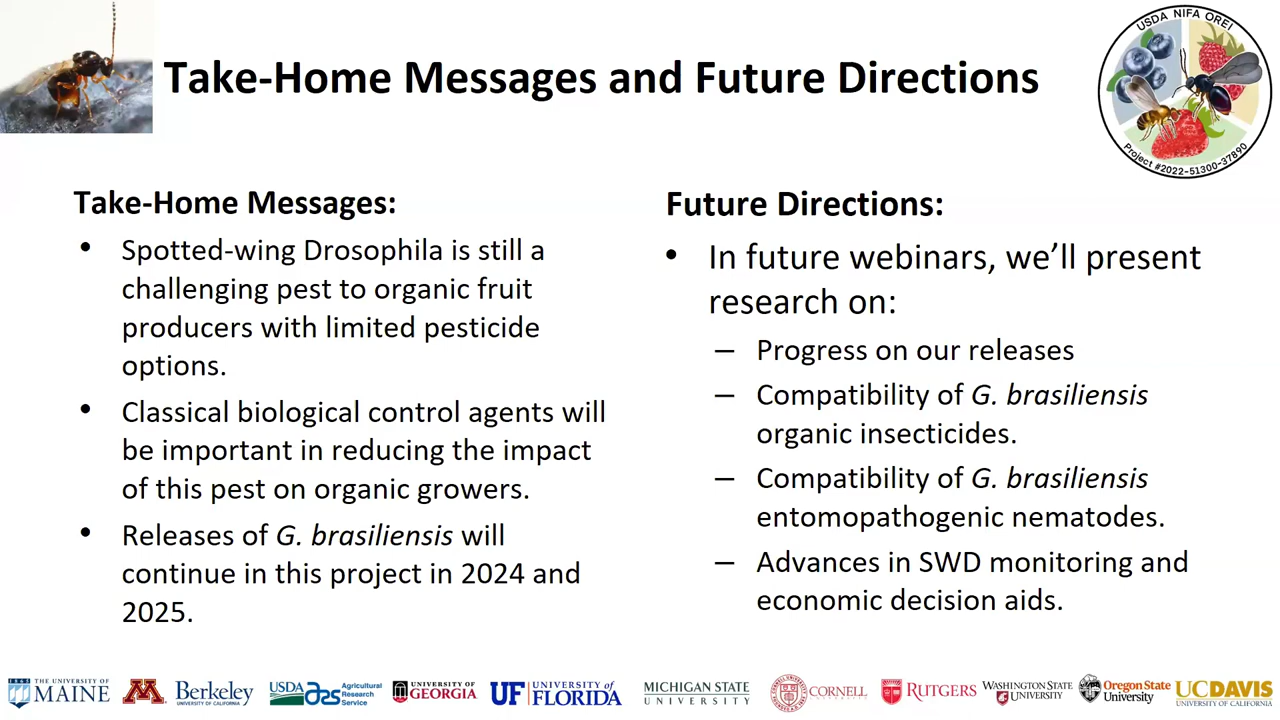 USDA NIFA OREI
Take-Home Messages and Future Directions
Project #2022-51300-37890
Take-Home Messages:
• Spotted-wing Drosophila is still a
challenging pest to organic fruit
producers with limited pesticide
options.
• Classical biological control agents will
be important in reducing the impact
of this pest on organic growers.
• Releases of G. brasiliensis will
continue in this project in 2024 and
2025.
Future Directions:
• In future webinars, we’ll present
research on:
– Progress on our releases
– Compatibility of G. brasiliensis
organic insecticides.
– Compatibility of G. brasiliensis
entomopathogenic nematodes.
– Advances in SWD monitoring and
economic decision aids.
1865 THE UNIVERSITY OF
MAINE
M
Berkeley
UNIVERSITY OF CALIFORNIA
USDA ars
Agricultural
Research
Service
UNIVERSITY OF
GEORGIA
UF UNIVERSITY of
FLORIDA
MICHIGAN STATE
UNIVERSITY
CORNELL
RUTGERS
WASHINGTON STATE
UNIVERSITY
Oregon State
University
UCDAVIS
UNIVERSITY OF CALIFORNIA